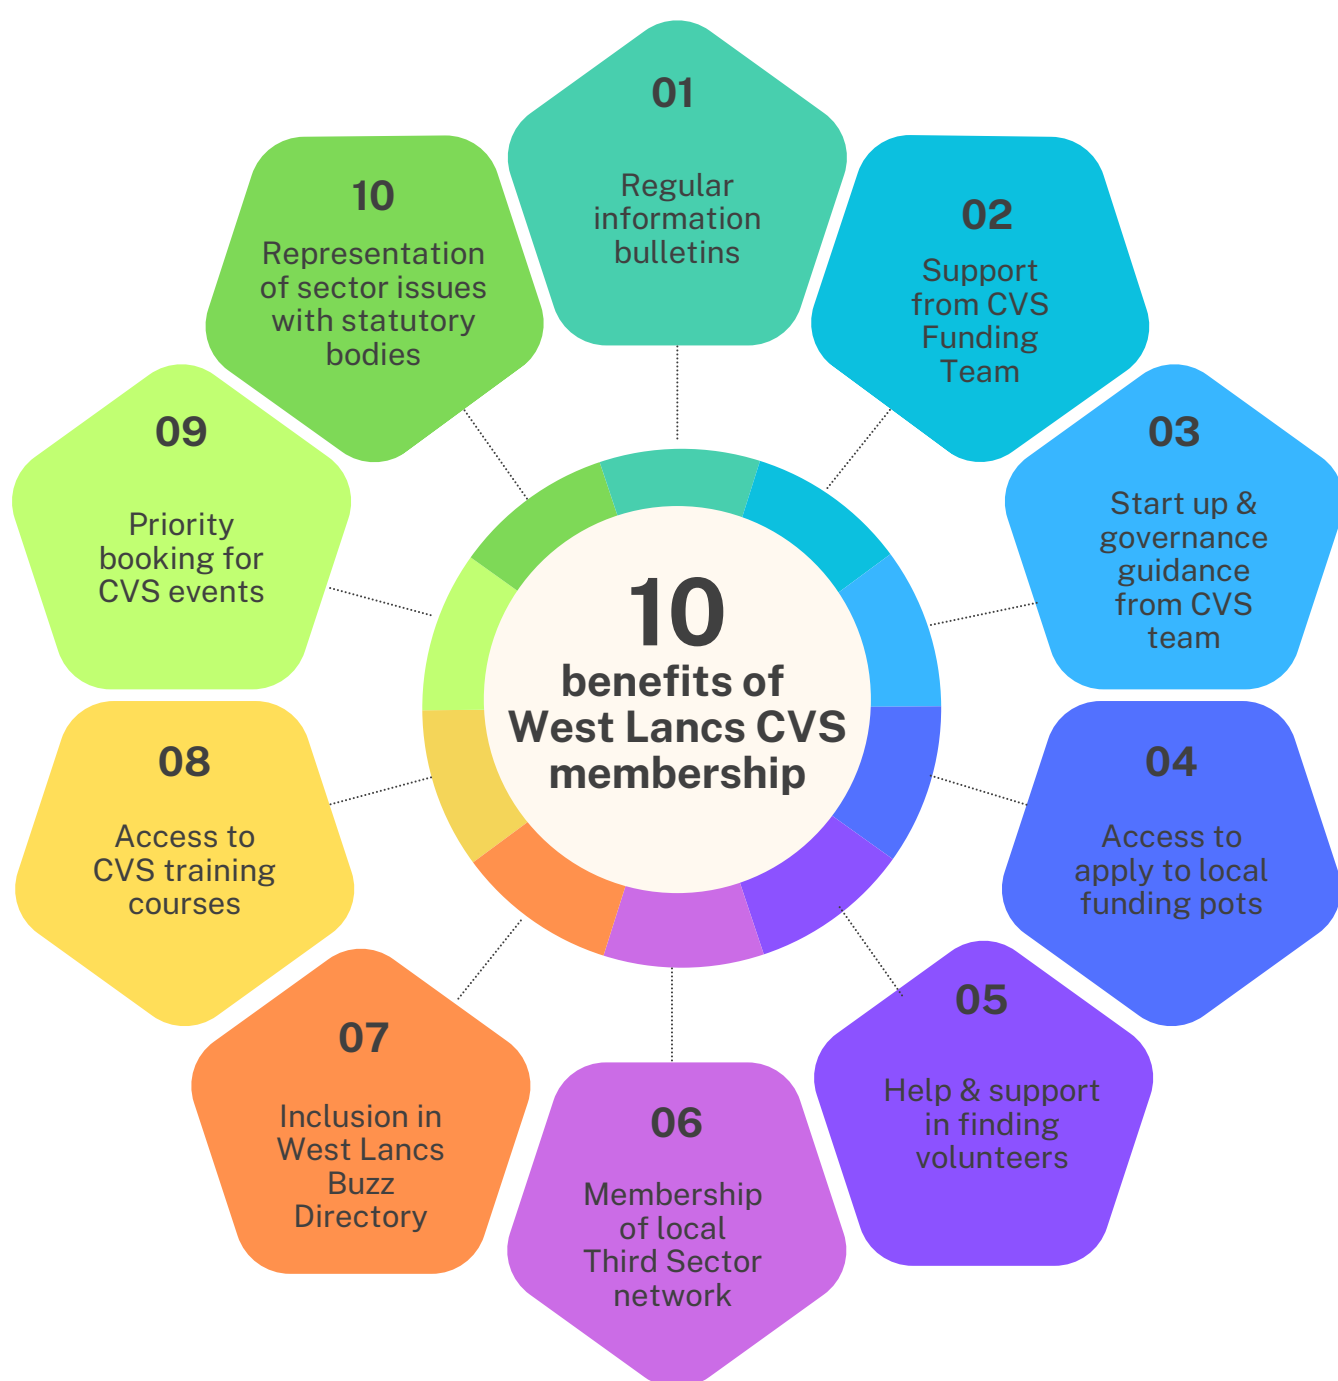 01
Regular
information
bulletins
02
Support
from CVS
Funding
Team
03
Start up &
governance
guidance
from CVS
team
04
Access to
apply to local
funding pots
05
Help & support
in finding
volunteers
06
Membership
of local
Third Sector
network
07
Inclusion in
West Lancs
Buzz
Directory
08
Access to
CVS training
courses
09
Priority
booking for
CVS events
10
Representation
of sector issues
with statutory
bodies
10
benefits of
West Lancs CVS
membership